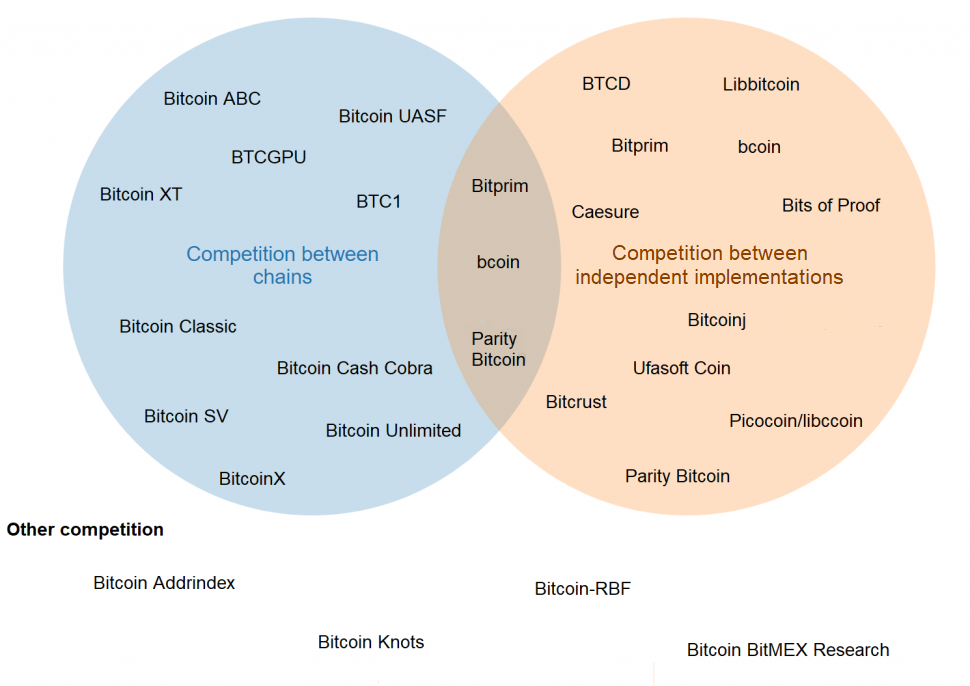 BTCD
Libbitcoin
Bitcoin ABC
Bitcoin UASF
Bitprim
bcoin
BTCGPU
Bitprim
Bitcoin XT
BTC1
Caesure
Bits of Proof
Competition between
chains
bcoin
Competition between
independent implementations
Bitcoin Classic
Parity
Bitcoin
Bitcoinj
Bitcoin Cash Cobra
Ufasoft Coin
Bitcrust
Bitcoin SV
Bitcoin Unlimited
Picocoin/libccoin
BitcoinX
Parity Bitcoin
Other competition
Bitcoin Addrindex
Bitcoin-RBF
Bitcoin Knots
Bitcoin BitMEX Research